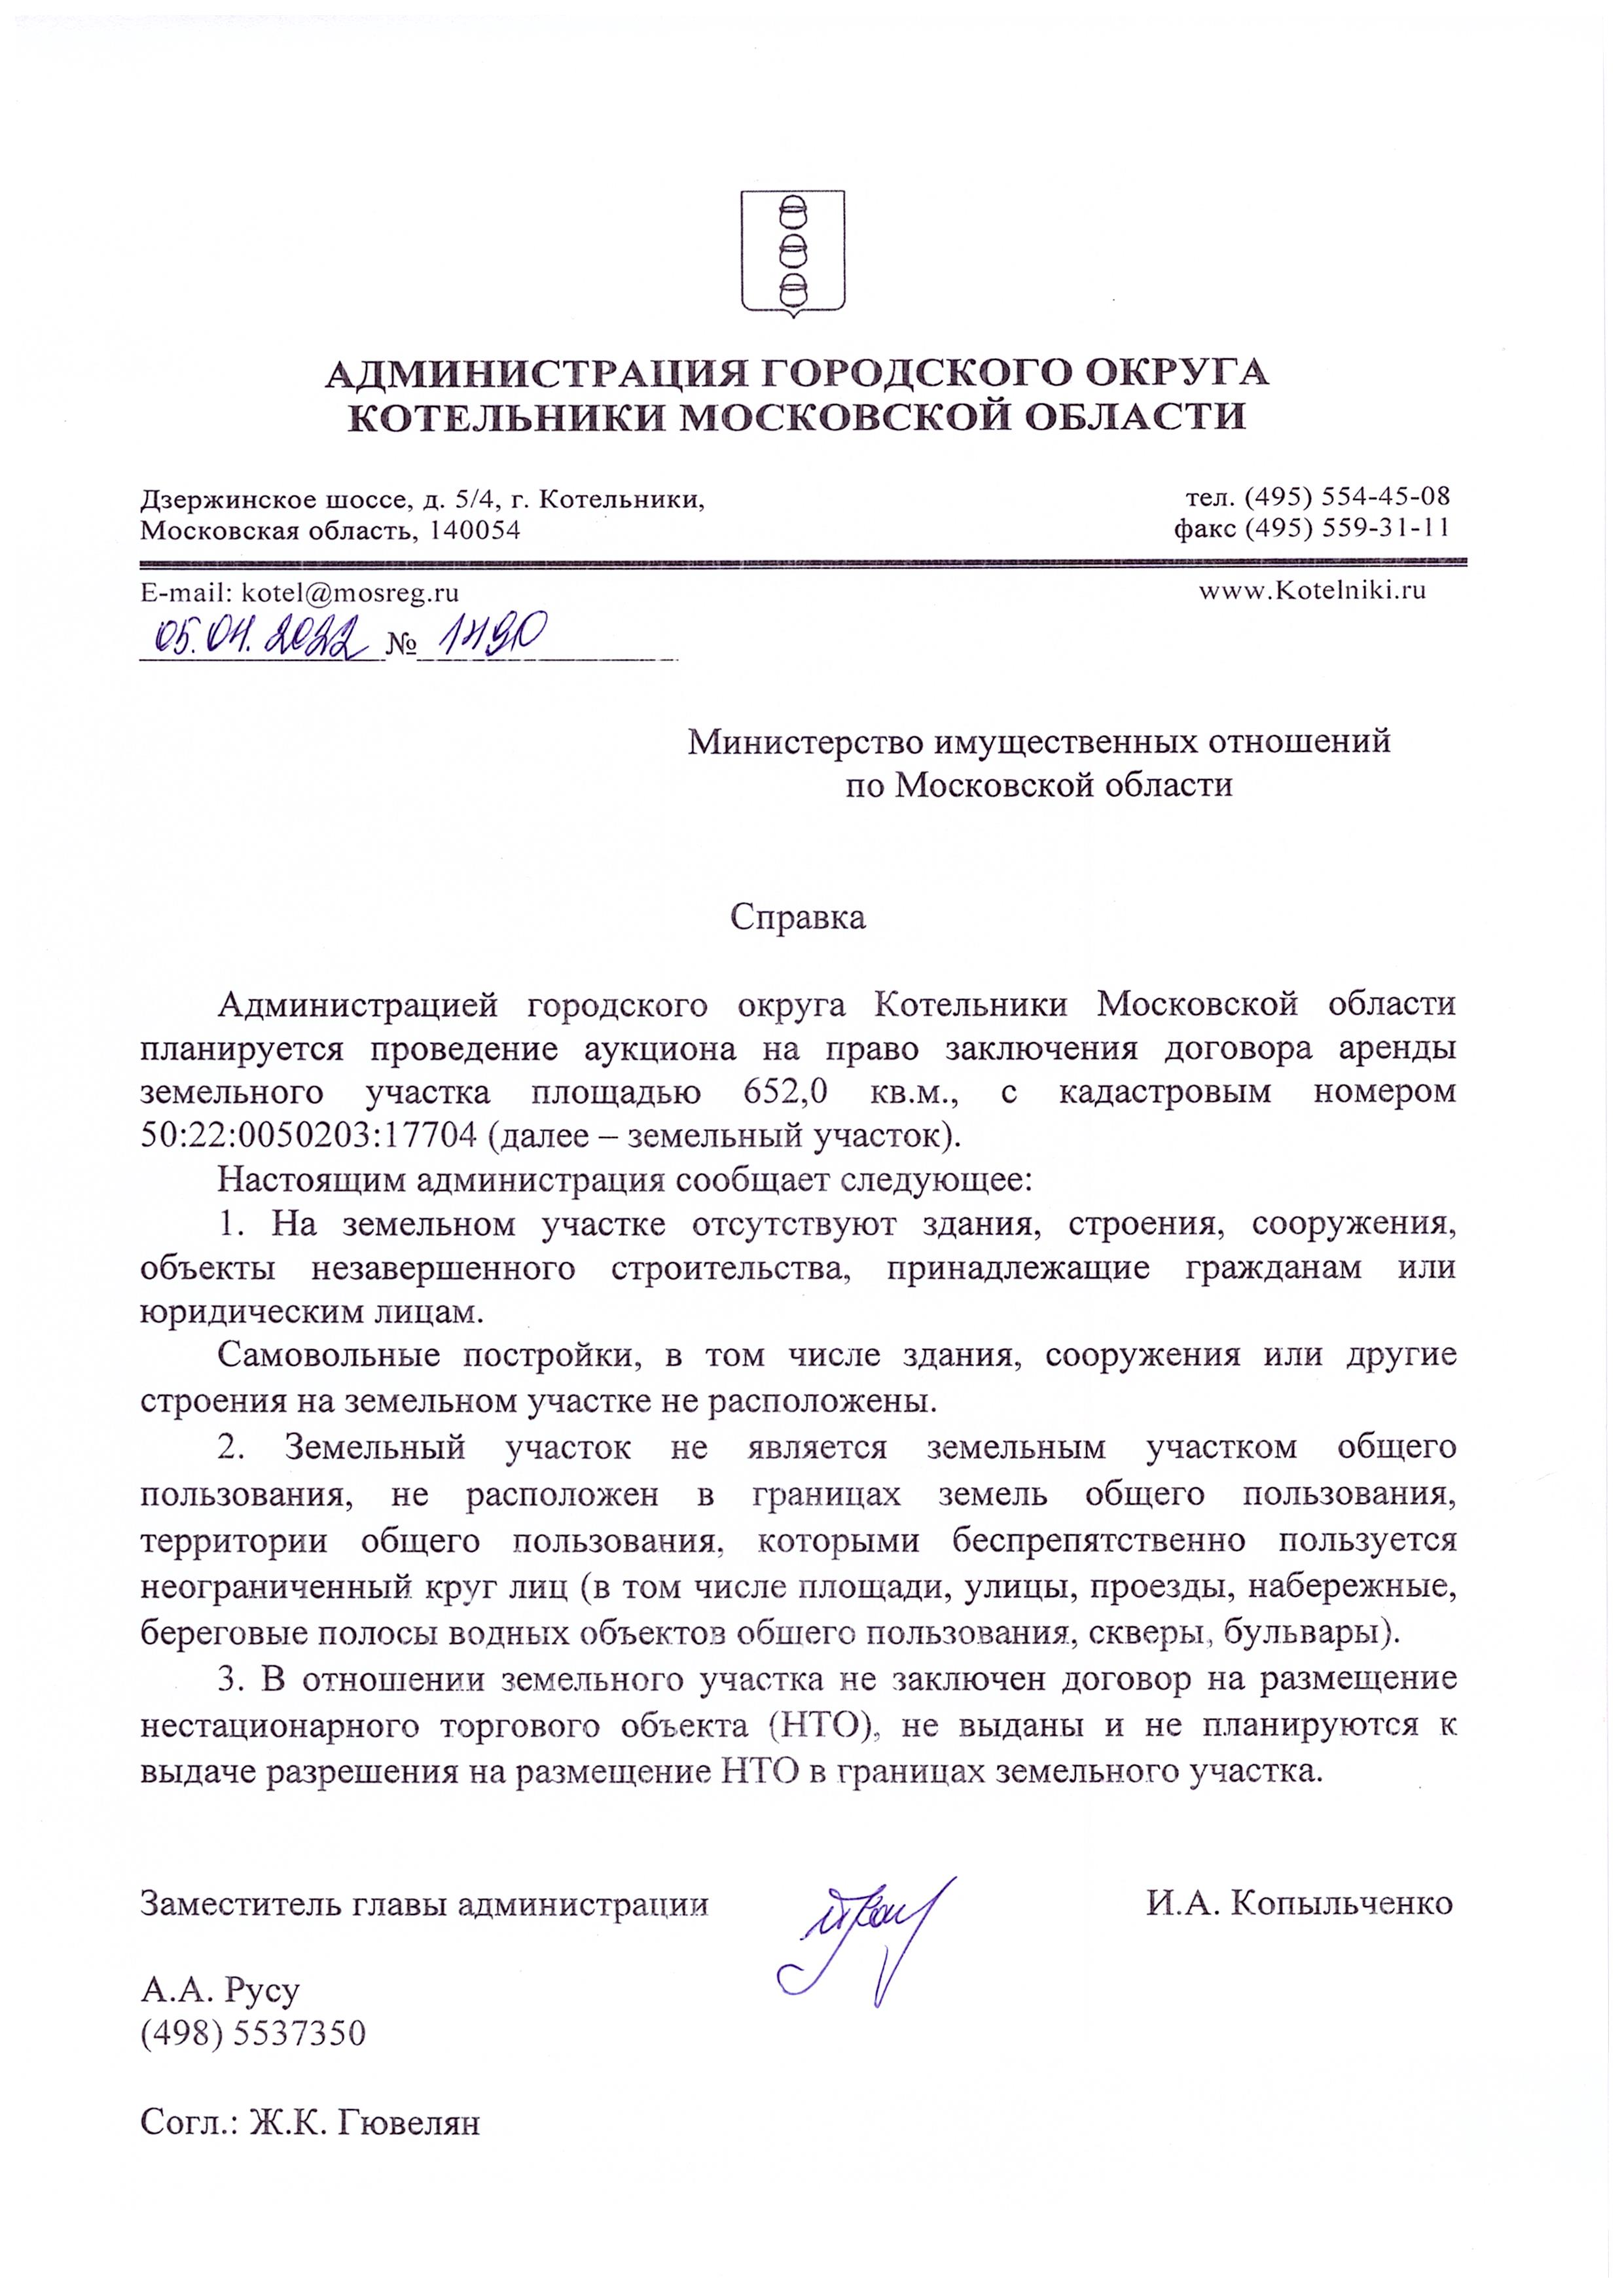 АДМИНИСТРАЦИЯ ГОРОДСКОГО ОКРУГА
КОТЕЛЬНИКИ МОСКОВСКОЙ ОБЛАСТИ
Дзержинское шоссе, д. 5/4, г. Котельники,
Московская область, 140054
тел. (495) 554-45-08
факс (495) 559-31-11
E-mail: kotel@mosreg.ru
www.Kotelniki.ru
05.04.2022 № 1490
Министерство имущественных отношений
по Московской области
Справка
Администрацией городского округа Котельники Московской области
планируется проведение аукциона на право заключения договора аренды
земельного участка площадью 652,0 кв.м., с кадастровым номером
50:22:0050203:17704 (далее – земельный участок).
Настоящим администрация сообщает следующее:
1. На земельном участке отсутствуют здания, строения, сооружения,
объекты незавершенного строительства, принадлежащие гражданам или
юридическим лицам.
Самовольные постройки, в том числе здания, сооружения или другие
строения на земельном участке не расположены.
2. Земельный участок не является земельным участком общего
пользования, не расположен в границах земель общего пользования,
территории общего пользования, которыми беспрепятственно пользуется
неограниченный круг лиц (в том числе площади, улицы, проезды, набережные,
береговые полосы водных объектов общего пользования, скверы, бульвары).
3. В отношении земельного участка не заключен договор на размещение
нестационарного торгового объекта (НТО), не выданы и не планируются к
выдаче разрешения на размещение НТО в границах земельного участка.
Заместитель главы администрации
И.А. Копыльченко
А.А. Русу
(498) 5537350
Согл.: Ж.К. Гювелян